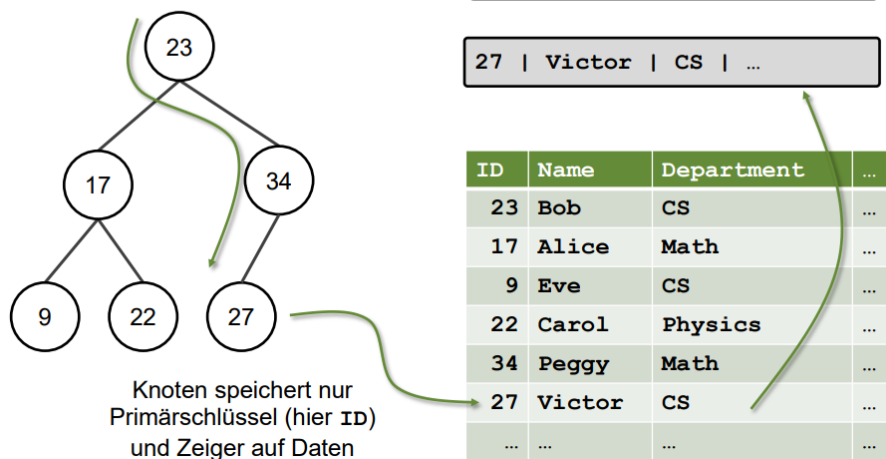 23
17
34
9
22
27
Knoten speichert nur
Primärschlüssel (hier ID)
und Zeiger auf Daten
27 | Victor | CS | …
ID Name Department …
23 Bob CS …
17 Alice Math …
9 Eve CS …
22 Carol Physics …
34 Peggy Math …
27 Victor CS …
… … … …